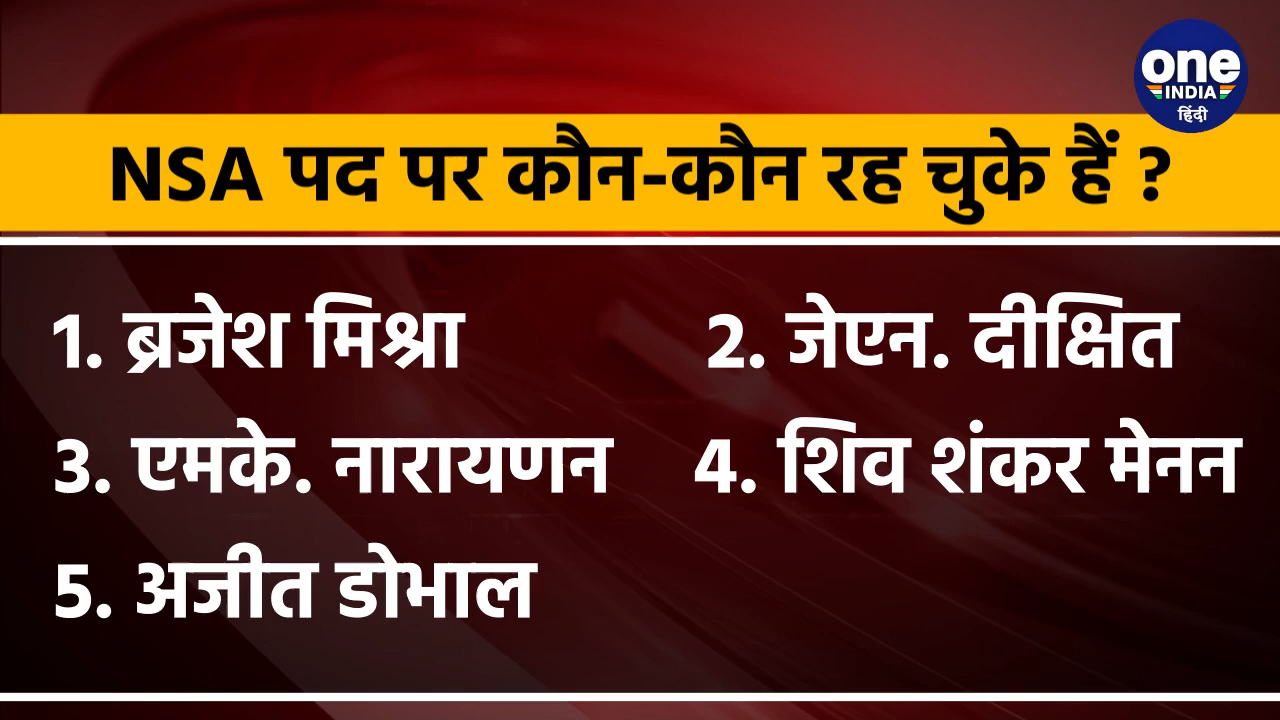 one
INDIA
हिंदी
NSA पद पर कौन-कौन रह चुके हैं ?
1. ब्रजेश मिश्रा
2. जेएन. दीक्षित
3. एमके. नारायणन
4. शिव शंकर मेनन
5. अजीत डोभाल